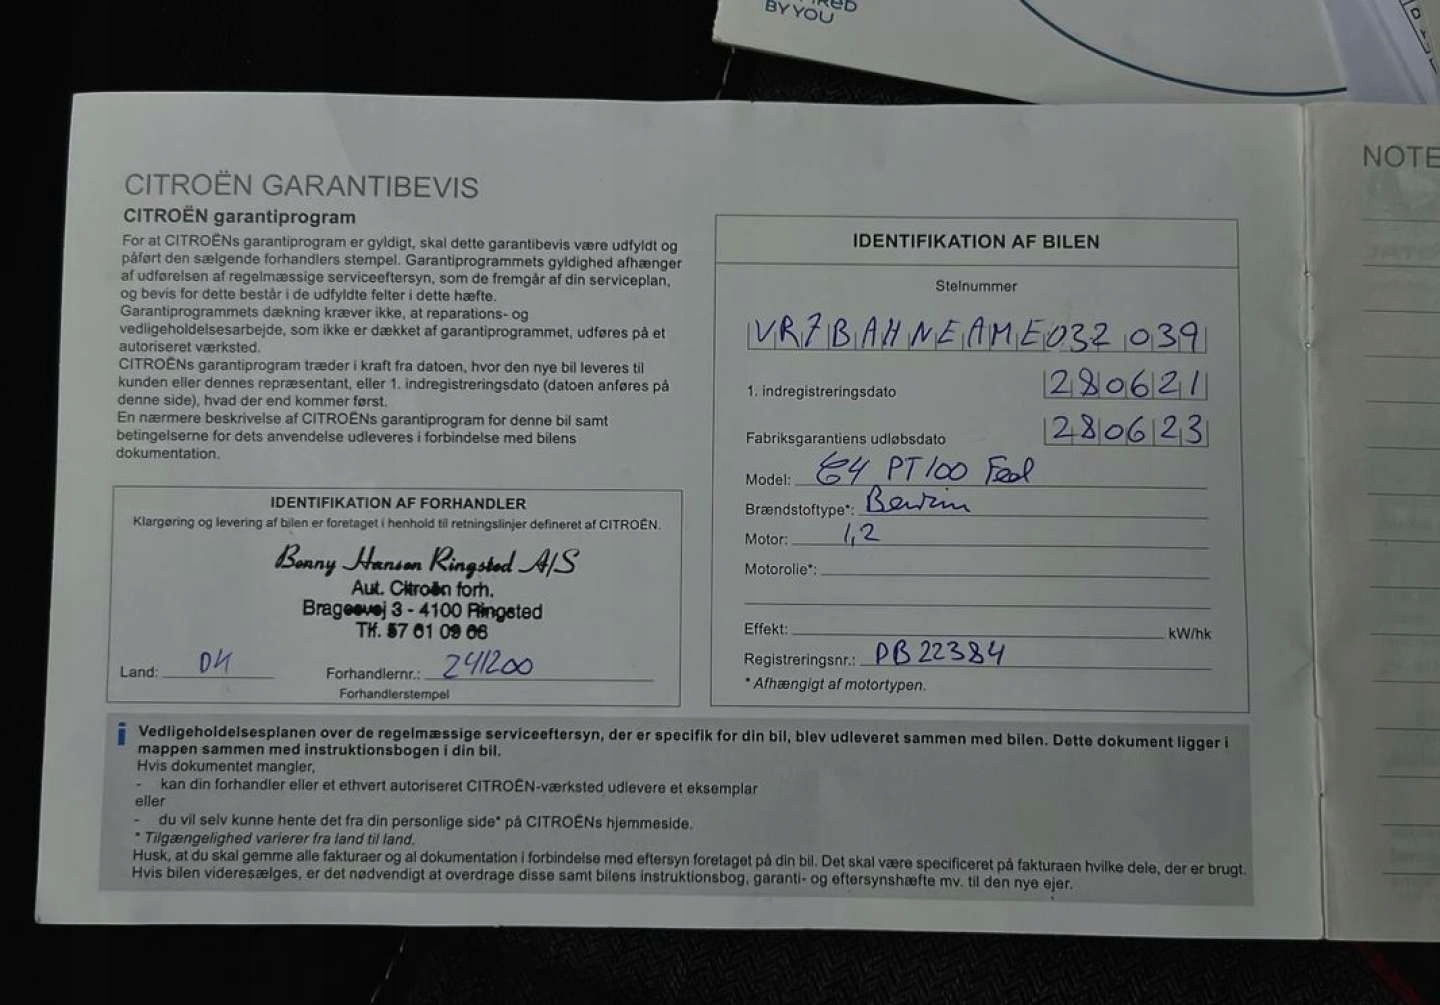 BY YOU
NOTE
CITROËN GARANTIBEVIS
CITROËN garantiprogram
For at CITROËNs garantiprogram er gyldigt, skal dette garantibevis være udfyldt og
påført den sælgende forhandlers stempel. Garantiprogrammets gyldighed afhænger
af udførelsen af regelmæssige serviceeftersyn, som de fremgår af din serviceplan,
og bevis for dette består i de udfyldte felter i dette hæfte.
Garantiprogrammets dækning kræver ikke, at reparations- og
vedligeholdelsesarbejde, som ikke er dækket af garantiprogrammet, udføres på et
autoriseret værksted.
CITROËNs garantiprogram træder i kraft fra datoen, hvor den nye bil leveres til
kunden eller dennes repræsentant, eller 1. indregistreringsdato (datoen anføres på
denne side), hvad der end kommer først.
En nærmere beskrivelse af CITROËNs garantiprogram for denne bil samt
betingelserne for dets anvendelse udleveres i forbindelse med bilens
dokumentation.
IDENTIFIKATION AF FORHANDLER
Klargøring og levering af bilen er foretaget i henhold til retningslinjer defineret af CITROËN.
Benny Hansen Ringsted A/S
Aut. Citroën forh.
Bragesvej 3 - 4100 Ringsted
Tlf. 57 61 09 66
Land: DK Forhandlernr.: 241200
Forhandlerstempel
IDENTIFIKATION AF BILEN
Stelnummer
VR7BAHNEAME032039
1. indregistreringsdato 280621
Fabriksgarantiens udløbsdato 280623
Model: C4 PT100 Feel
Brændstoftype*: Benzin
Motor: 1,2
Motorolie*:
Effekt: kW/hk
Registreringsnr.: DB22384
* Afhængigt af motortypen.
i Vedligeholdelsesplanen over de regelmæssige serviceeftersyn, der er specifik for din bil, blev udleveret sammen med bilen. Dette dokument ligger i
mappen sammen med instruktionsbogen i din bil.
Hvis dokumentet mangler,
- kan din forhandler eller et ethvert autoriseret CITROËN-værksted udlevere et eksemplar
eller
- du vil selv kunne hente det fra din personlige side* på CITROËNs hjemmeside.
* Tilgængelighed varierer fra land til land.
Husk, at du skal gemme alle fakturaer og al dokumentation i forbindelse med eftersyn foretaget på din bil. Det skal være specificeret på fakturaen hvilke dele, der er brugt.
Hvis bilen videresælges, er det nødvendigt at overdrage disse samt bilens instruktionsbog, garanti- og eftersynshæfte mv. til den nye ejer.